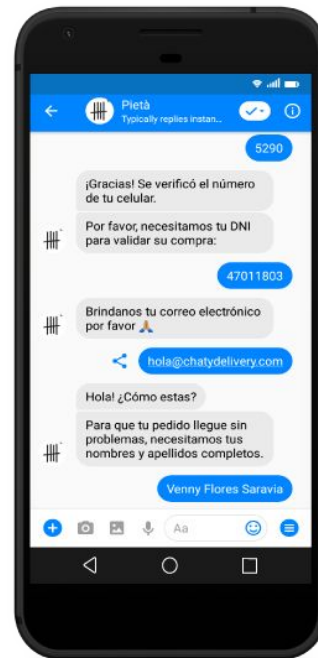 Pietà
Typically replies instan...
5290
¡Gracias! Se verificó el número
de tu celular.
Por favor, necesitamos tu DNI
para validar su compra:
47011803
Brindanos tu correo electrónico
por favor 🙏🏽
hola@chatydelivery.com
Hola! ¿Cómo estas?
Para que tu pedido llegue sin
problemas, necesitamos tus
nombres y apellidos completos.
Venny Flores Saravia
Aa